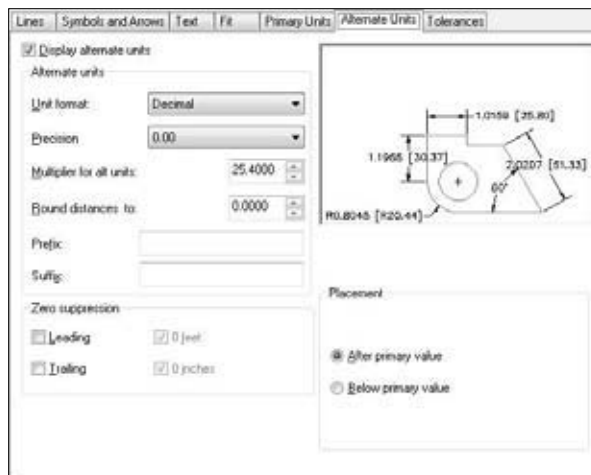 Lines Symbols and Arrows Text Fit Primary Units Alternate Units Tolerances
Display alternate units
Alternate units
Unit format: Decimal
Precision 0.00
Multiplier for alt units: 25.4000
Round distances to: 0.0000
Prefix:
Suffix:
Zero suppression
Leading 0 feet
Trailing 0 inches
1.0159 [25.80]
1.1955 [30.37]
2.0207 [51.33]
60°
R0.8045 [R20.44]
Placement
After primary value
Below primary value